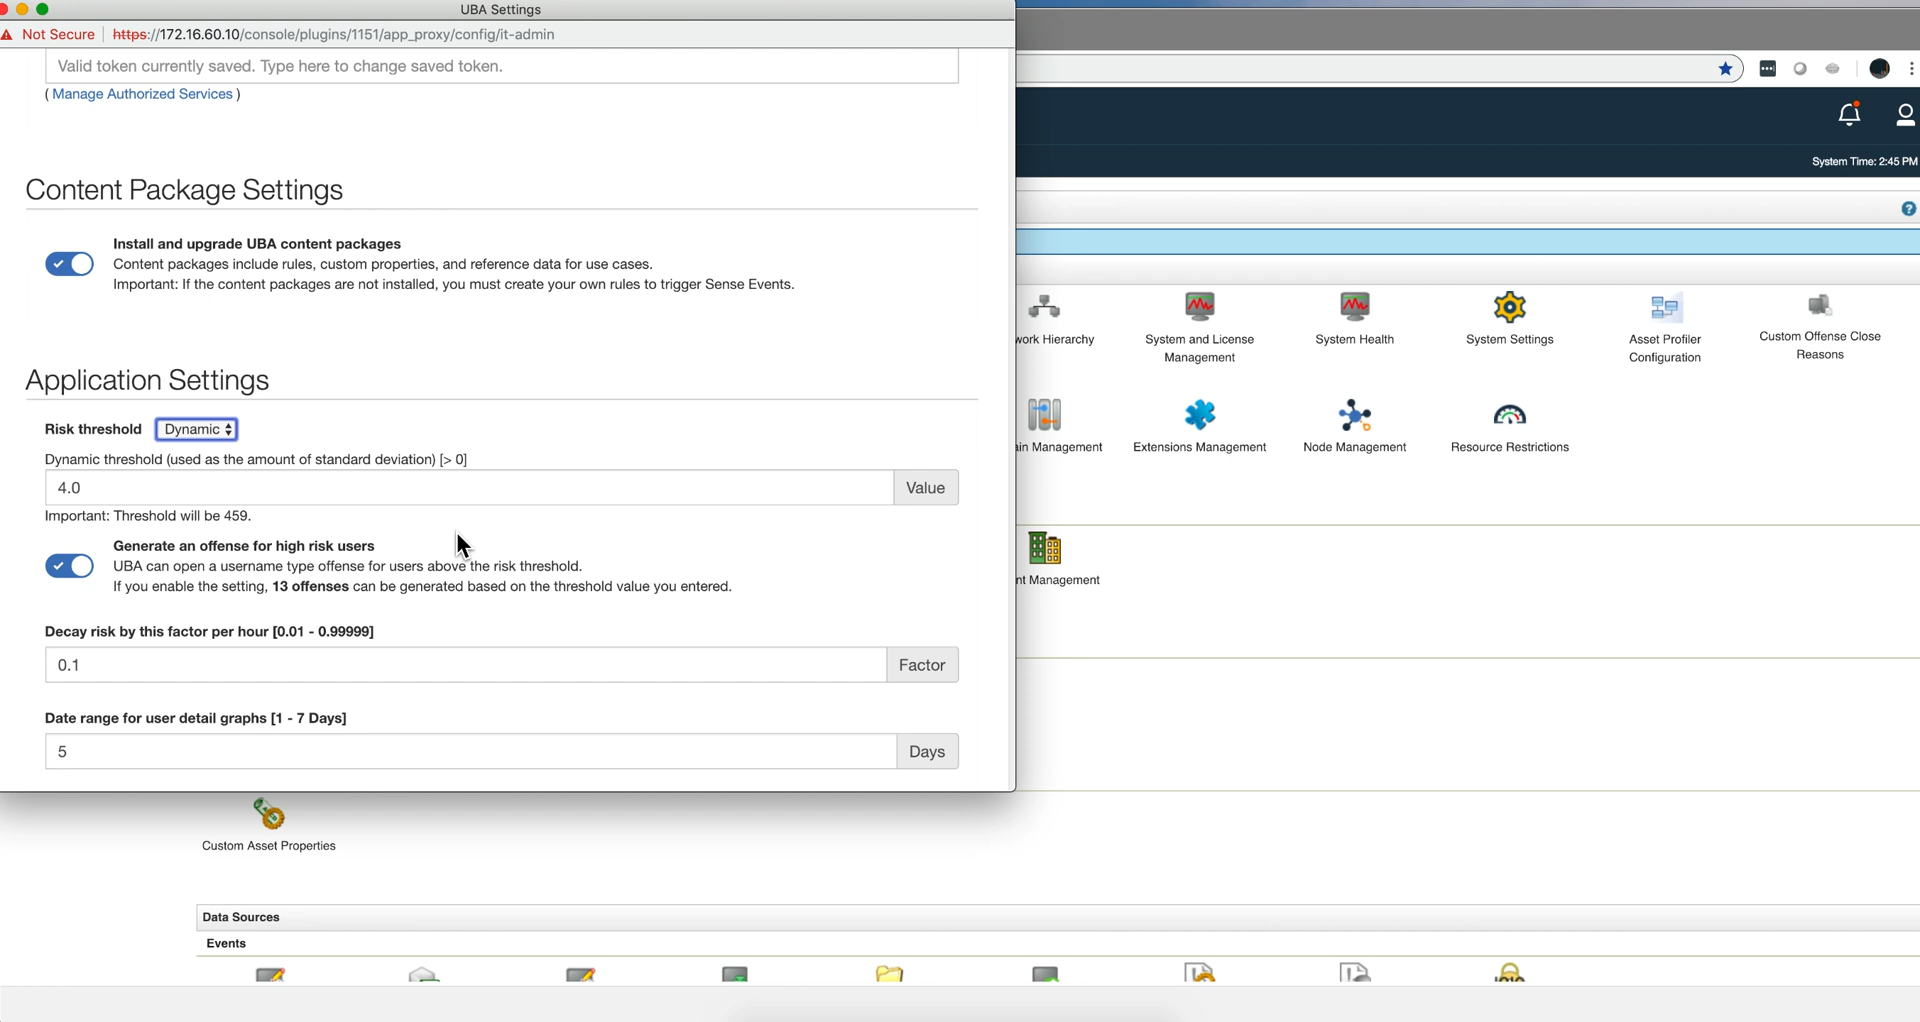 UBA Settings
Not Secure https://172.16.60.10/console/plugins/1151/app_proxy/config/it-admin
Valid token currently saved. Type here to change saved token.
( Manage Authorized Services )
Content Package Settings
Install and upgrade UBA content packages
Content packages include rules, custom properties, and reference data for use cases.
Important: If the content packages are not installed, you must create your own rules to trigger Sense Events.
Application Settings
Risk threshold Dynamic
Dynamic threshold (used as the amount of standard deviation) [> 0]
4.0 Value
Important: Threshold will be 459.
Generate an offense for high risk users
UBA can open a username type offense for users above the risk threshold.
If you enable the setting, 13 offenses can be generated based on the threshold value you entered.
Decay risk by this factor per hour [0.01 - 0.99999]
0.1 Factor
Date range for user detail graphs [1 - 7 Days]
5 Days
System Time: 2:45 PM
work Hierarchy
System and License
Management
System Health
System Settings
Asset Profiler
Configuration
Custom Offense Close
Reasons
ain Management
Extensions Management
Node Management
Resource Restrictions
nt Management
Custom Asset Properties
Data Sources
Events